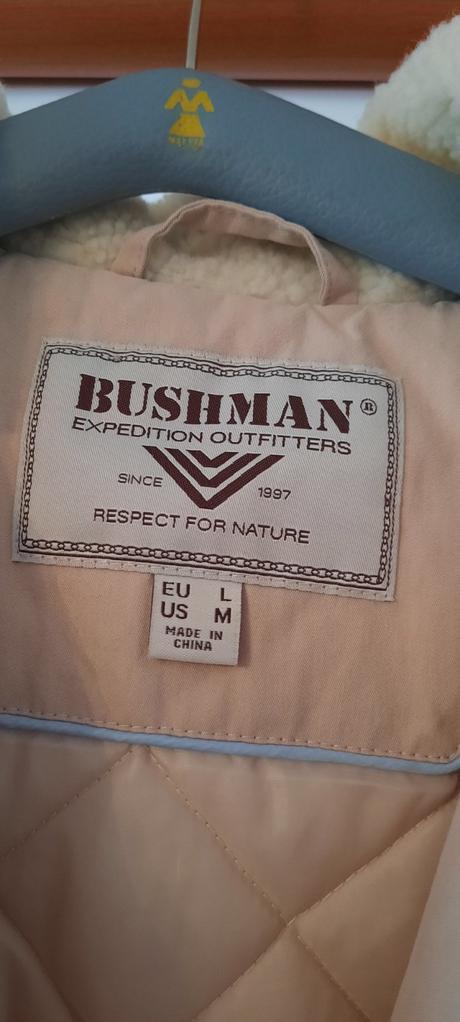 BUSHMAN®
EXPEDITION OUTFITTERS
SINCE 1997
RESPECT FOR NATURE
EU L
US M
MADE IN
CHINA